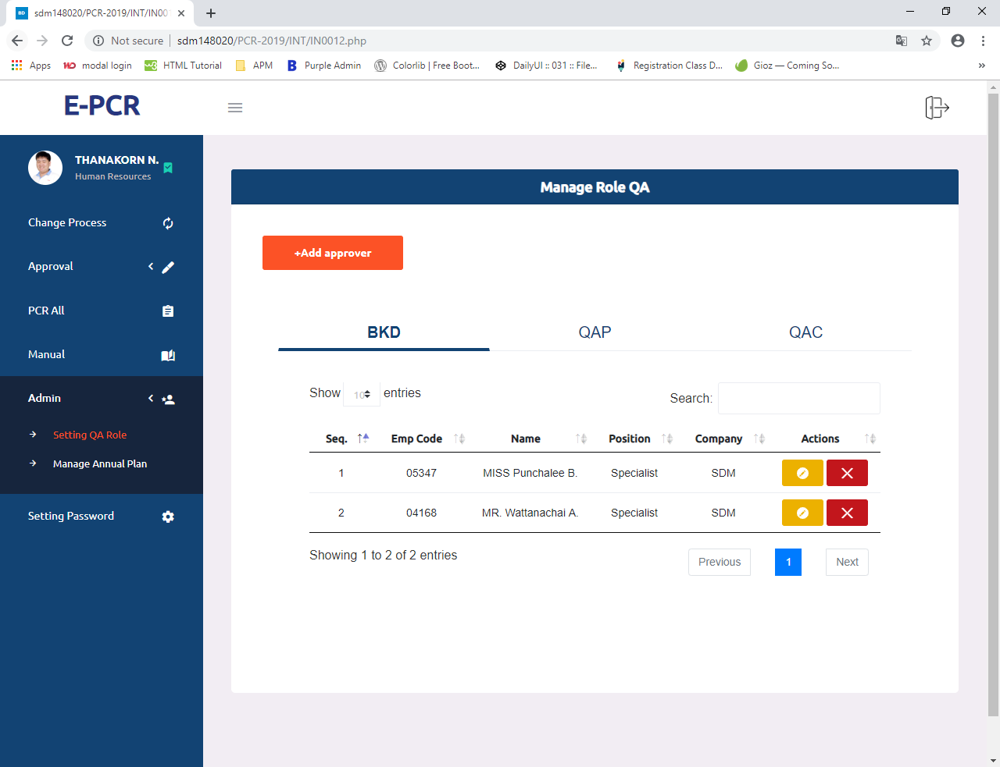 BD sdm148020/PCR-2019/INT/IN001
Not secure sdm148020/PCR-2019/INT/IN0012.php
Apps modal login HTML Tutorial APM B Purple Admin Colorlib | Free Boot... DailyUI :: 031 :: File... Registration Class D... Gioz — Coming So... »
E-PCR
THANAKORN N.
Human Resources
Change Process
Approval
PCR All
Manual
Admin
Setting QA Role
Manage Annual Plan
Setting Password
Manage Role QA
+Add approver
BKD QAP QAC
Show 10 entries
Search:
Seq. Emp Code Name Position Company Actions
1 05347 MISS Punchalee B. Specialist SDM
2 04168 MR. Wattanachai A. Specialist SDM
Showing 1 to 2 of 2 entries
Previous 1 Next